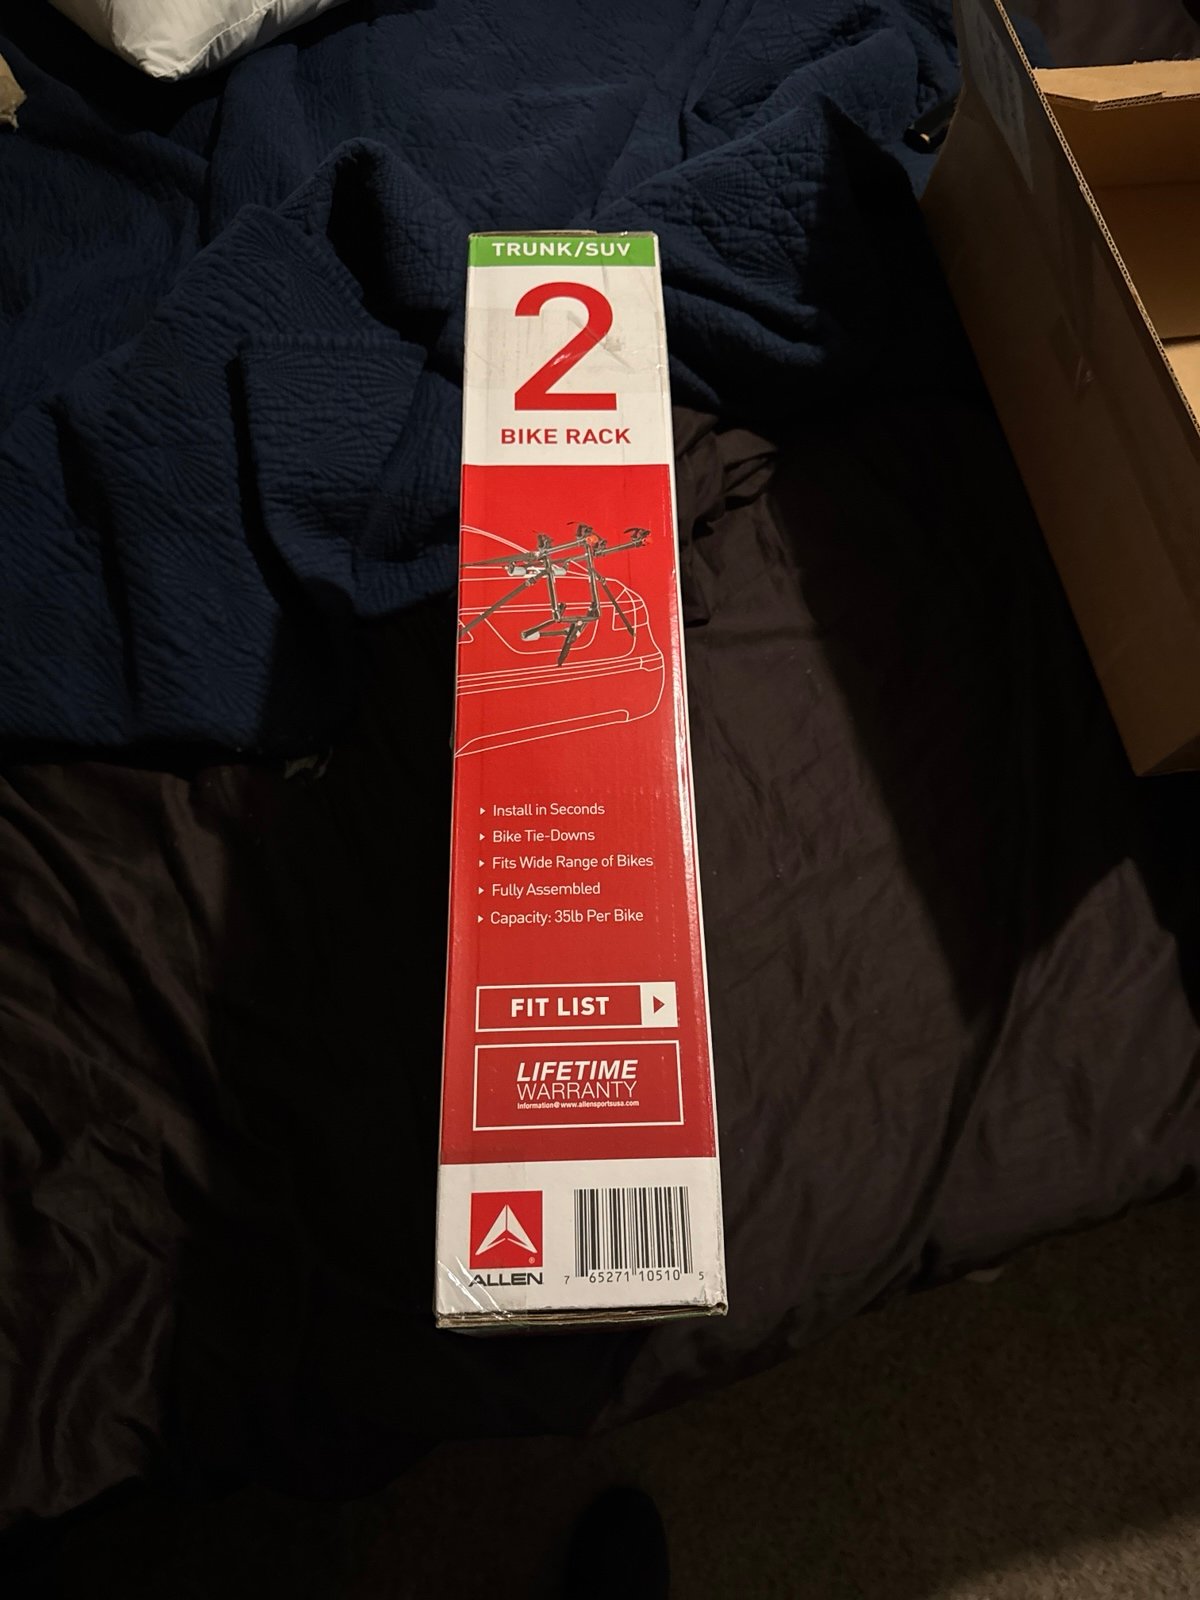 TRUNK/SUV
2
BIKE RACK
Install in Seconds
Bike Tie-Downs
Fits Wide Range of Bikes
Fully Assembled
Capacity: 35lb Per Bike
FIT LIST
LIFETIME
WARRANTY
Information@www.allensportsusa.com
ALLEN
7 65271 10510 5